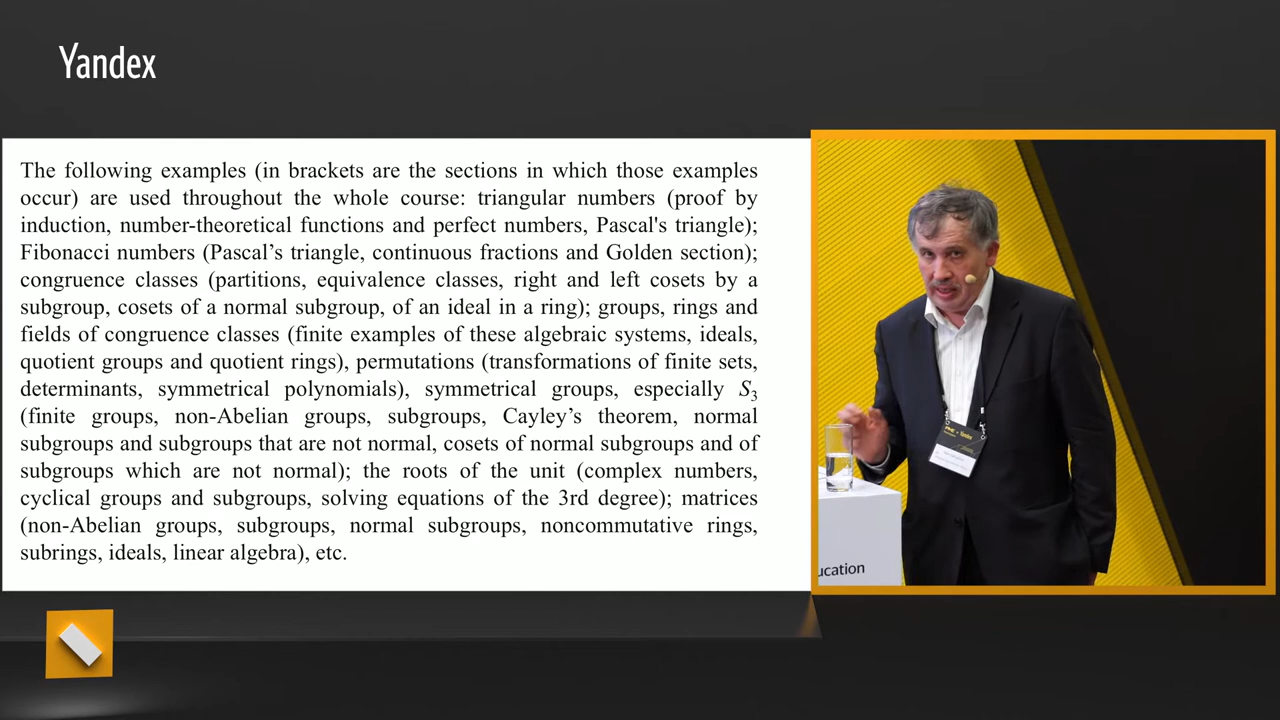 Yandex
The following examples (in brackets are the sections in which those examples
occur) are used throughout the whole course: triangular numbers (proof by
induction, number-theoretical functions and perfect numbers, Pascal's triangle);
Fibonacci numbers (Pascal’s triangle, continuous fractions and Golden section);
congruence classes (partitions, equivalence classes, right and left cosets by a
subgroup, cosets of a normal subgroup, of an ideal in a ring); groups, rings and
fields of congruence classes (finite examples of these algebraic systems, ideals,
quotient groups and quotient rings), permutations (transformations of finite sets,
determinants, symmetrical polynomials), symmetrical groups, especially S₃
(finite groups, non-Abelian groups, subgroups, Cayley’s theorem, normal
subgroups and subgroups that are not normal, cosets of normal subgroups and of
subgroups which are not normal); the roots of the unit (complex numbers,
cyclical groups and subgroups, solving equations of the 3rd degree); matrices
(non-Abelian groups, subgroups, normal subgroups, noncommutative rings,
subrings, ideals, linear algebra), etc.
ucation